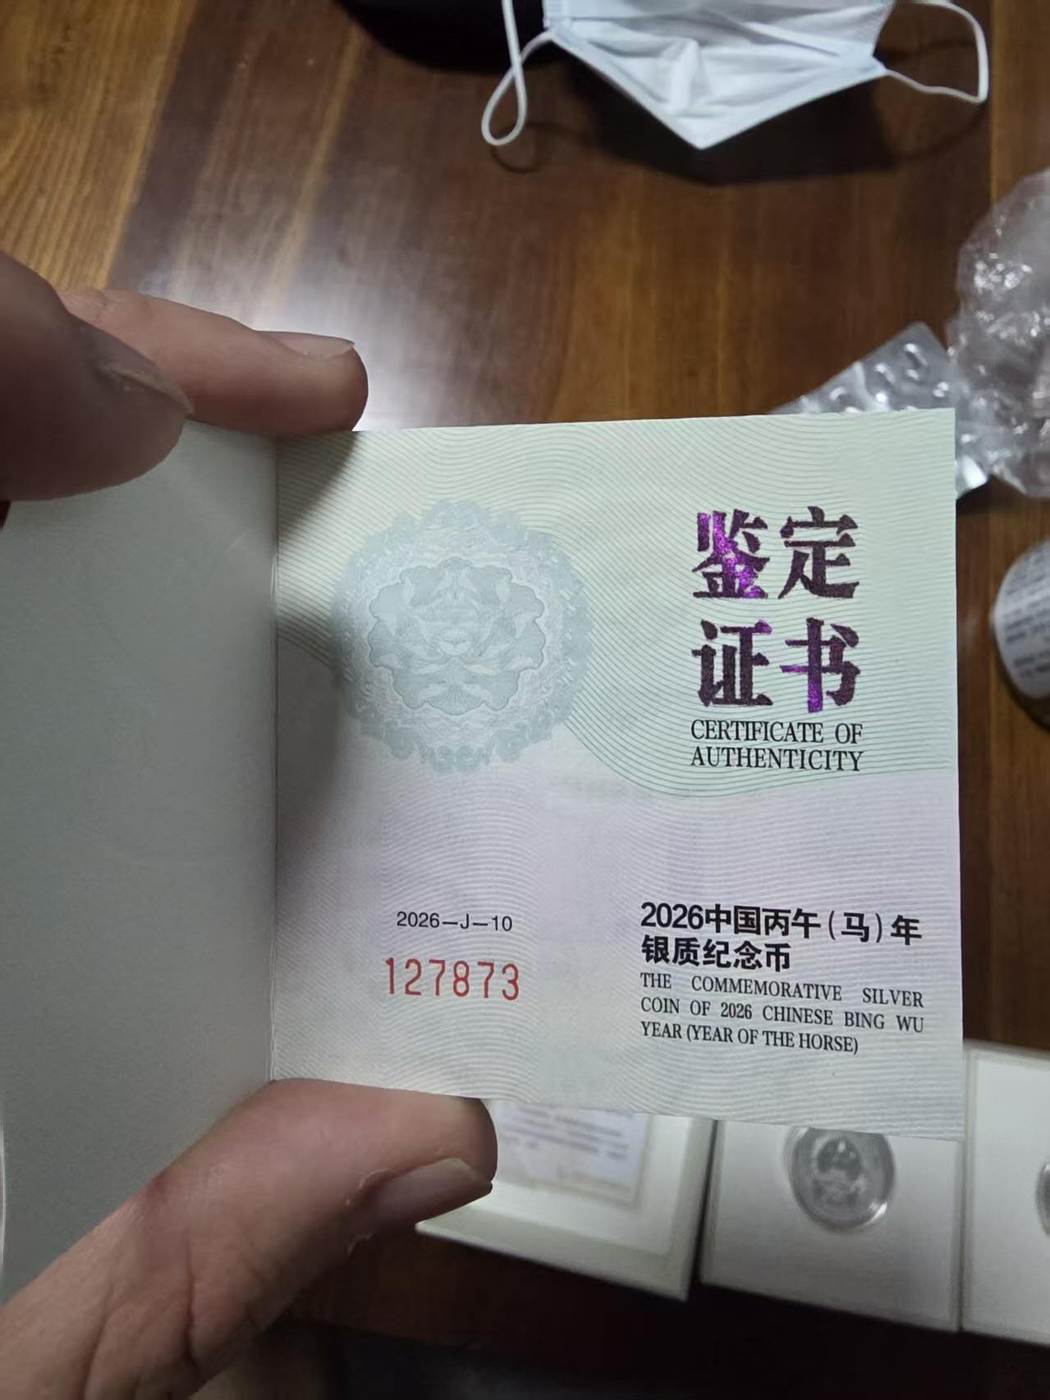 鉴定
证书
CERTIFICATE OF
AUTHENTICITY
2026—J—10
127873
2026中国丙午(马)年
银质纪念币
THE COMMEMORATIVE SILVER
COIN OF 2026 CHINESE BING WU
YEAR (YEAR OF THE HORSE)